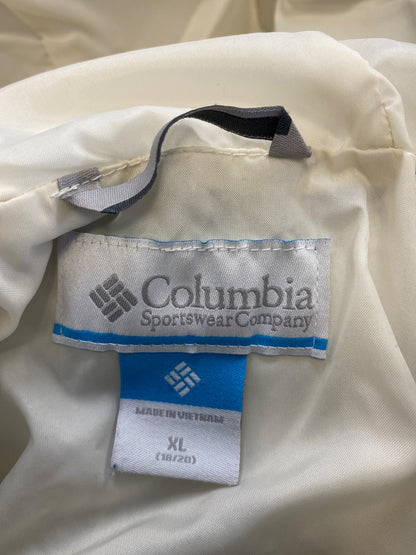 Columbia
Sportswear Company
MADE IN VIETNAM
XL
(18/20)